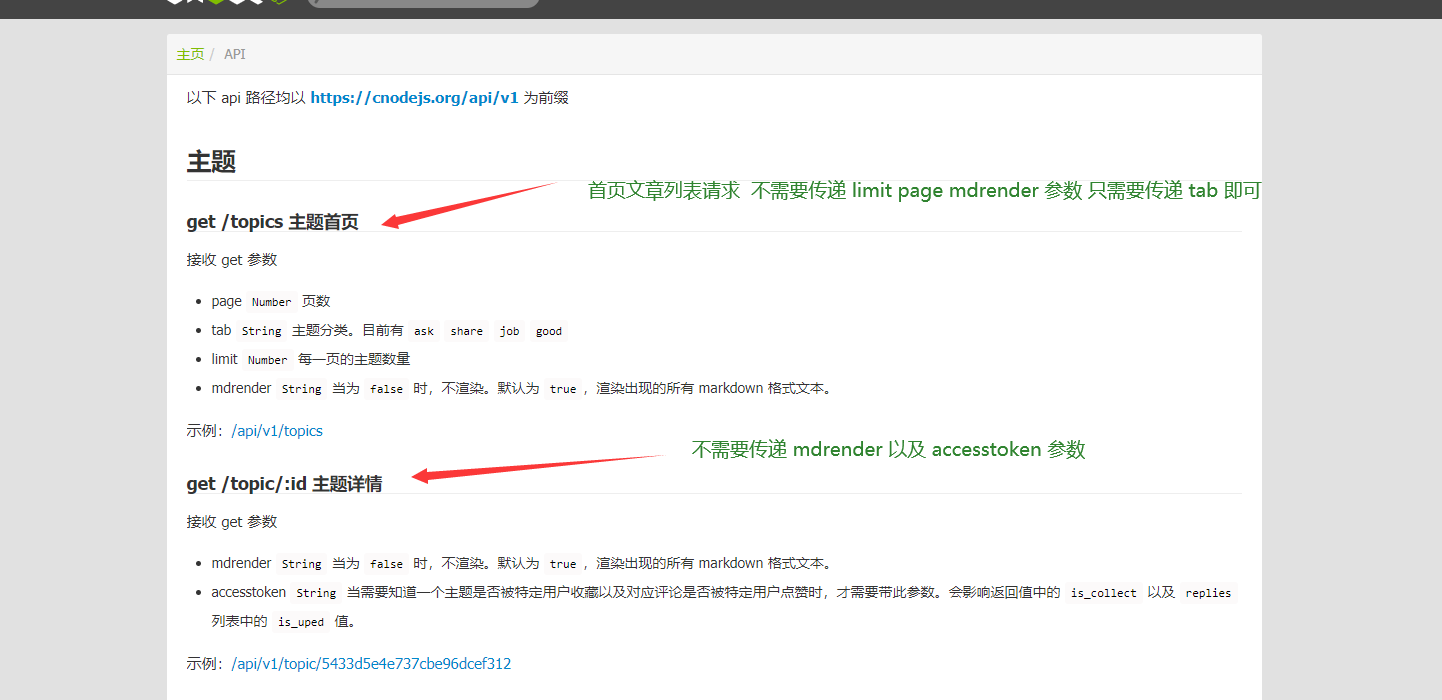 主页 / API
以下 api 路径均以 https://cnodejs.org/api/v1 为前缀
主题
首页文章列表请求 不需要传递 limit page mdrender 参数 只需要传递 tab 即可
get /topics 主题首页
接收 get 参数
page Number 页数
tab String 主题分类。目前有 ask share job good
limit Number 每一页的主题数量
mdrender String 当为 false 时，不渲染。默认为 true ，渲染出现的所有 markdown 格式文本。
示例：/api/v1/topics
不需要传递 mdrender 以及 accesstoken 参数
get /topic/:id 主题详情
接收 get 参数
mdrender String 当为 false 时，不渲染。默认为 true ，渲染出现的所有 markdown 格式文本。
accesstoken String 当需要知道一个主题是否被特定用户收藏以及对应评论是否被特定用户点赞时，才需要带此参数。会影响返回值中的 is_collect 以及 replies
列表中的 is_uped 值。
示例：/api/v1/topic/5433d5e4e737cbe96dcef312